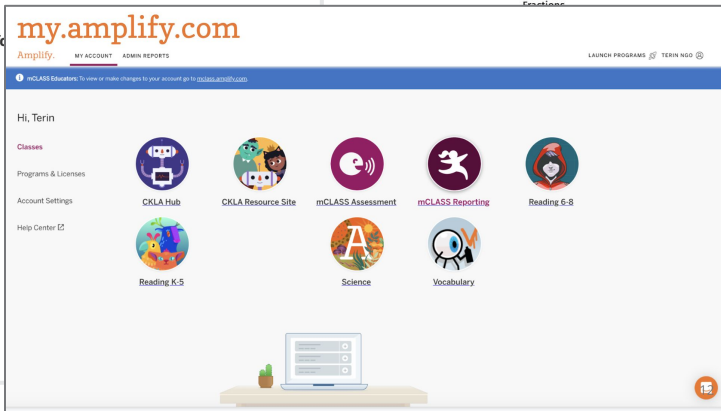 Fractions
my.amplify.com
Amplify. MY ACCOUNT ADMIN REPORTS LAUNCH PROGRAMS TERIN NGO
mCLASS Educators: To view or make changes to your account go to mclass.amplify.com.
Hi, Terin
Classes
Programs & Licenses
Account Settings
Help Center
CKLA Hub CKLA Resource Site mCLASS Assessment mCLASS Reporting Reading 6-8
Reading K-5 Science Vocabulary